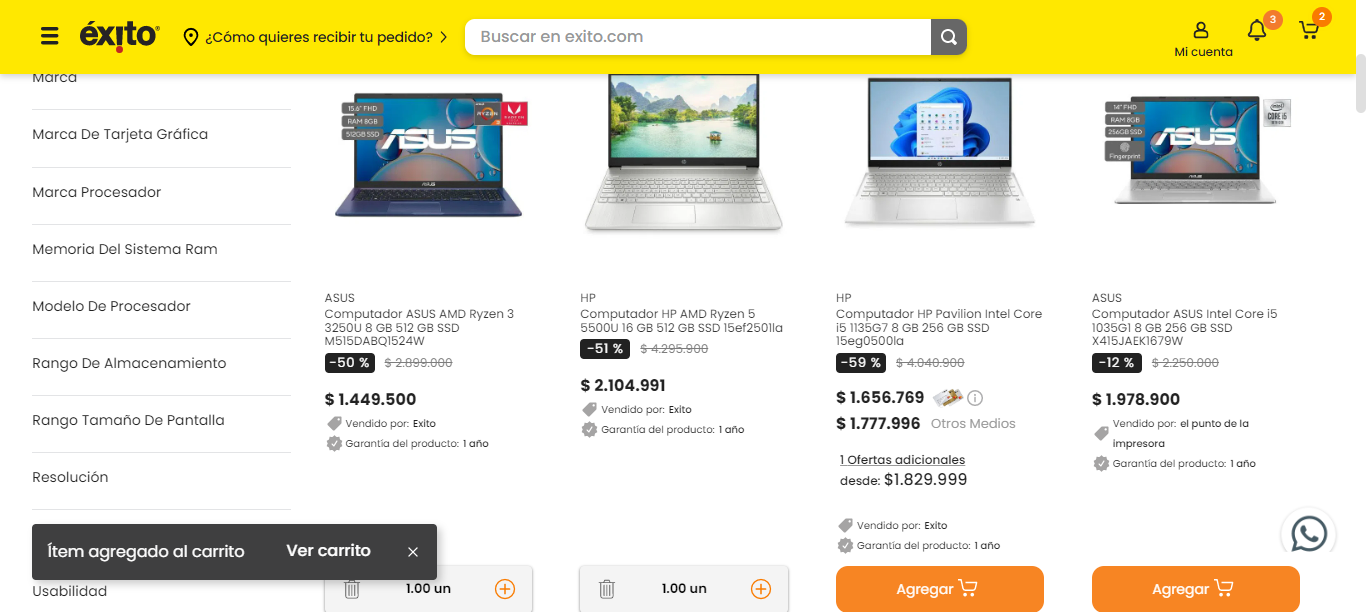 éxito
¿Cómo quieres recibir tu pedido?
Buscar en exito.com
Mi cuenta
3
2
Marca
Marca De Tarjeta Gráfica
Marca Procesador
Memoria Del Sistema Ram
Modelo De Procesador
Rango De Almacenamiento
Rango Tamaño De Pantalla
Resolución
Usabilidad
15.6" FHD
RAM 8GB
512GB SSD
RYZEN
3
RADEON
ASUS
ASUS
ASUS
Computador ASUS AMD Ryzen 3
3250U 8 GB 512 GB SSD
M515DABQ1524W
-50 % $ 2.899.000
$ 1.449.500
Vendido por: Exito
Garantía del producto: 1 año
1.00 un
HP
Computador HP AMD Ryzen 5
5500U 16 GB 512 GB SSD 15ef2501la
-51 % $ 4.295.900
$ 2.104.991
Vendido por: Exito
Garantía del producto: 1 año
1.00 un
HP
Computador HP Pavilion Intel Core
i5 1135G7 8 GB 256 GB SSD
15eg0500la
-59 % $ 4.040.900
$ 1.656.769
$ 1.777.996 Otros Medios
1 Ofertas adicionales
desde: $1.829.999
Vendido por: Exito
Garantía del producto: 1 año
Agregar
14" FHD
RAM 8GB
256GB SSD
Fingerprint
intel
CORE i5
ASUS
ASUS
ASUS
Computador ASUS Intel Core i5
1035G1 8 GB 256 GB SSD
X415JAEK1679W
-12 % $ 2.250.000
$ 1.978.900
Vendido por: el punto de la
impresora
Garantía del producto: 1 año
Agregar
Ítem agregado al carrito Ver carrito ×